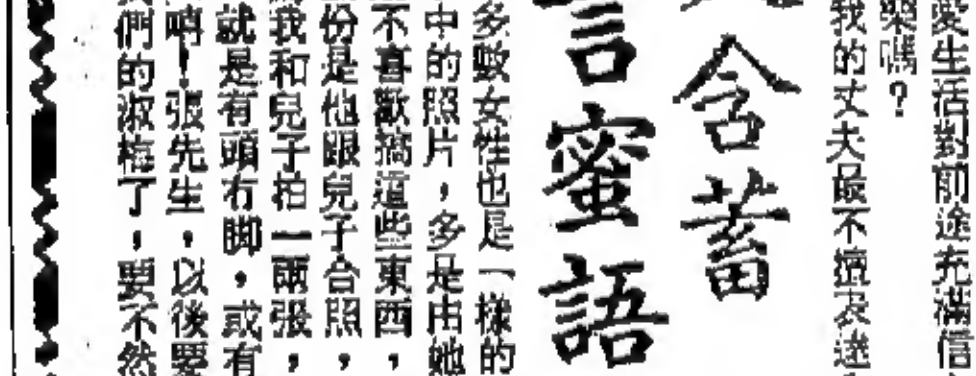 愛生活對前途充滿信
樂嗎？
我的丈夫最不擅表達
含蓄
言蜜語
多數女性也是一樣的
中的照片，多是由她
不喜歡搞這些東西，
份是他跟兒子合照，
我和兒子拍一兩張，
就是有頭冇脚，或有
哨！張先生，以後要
們的淑梅了，要不然